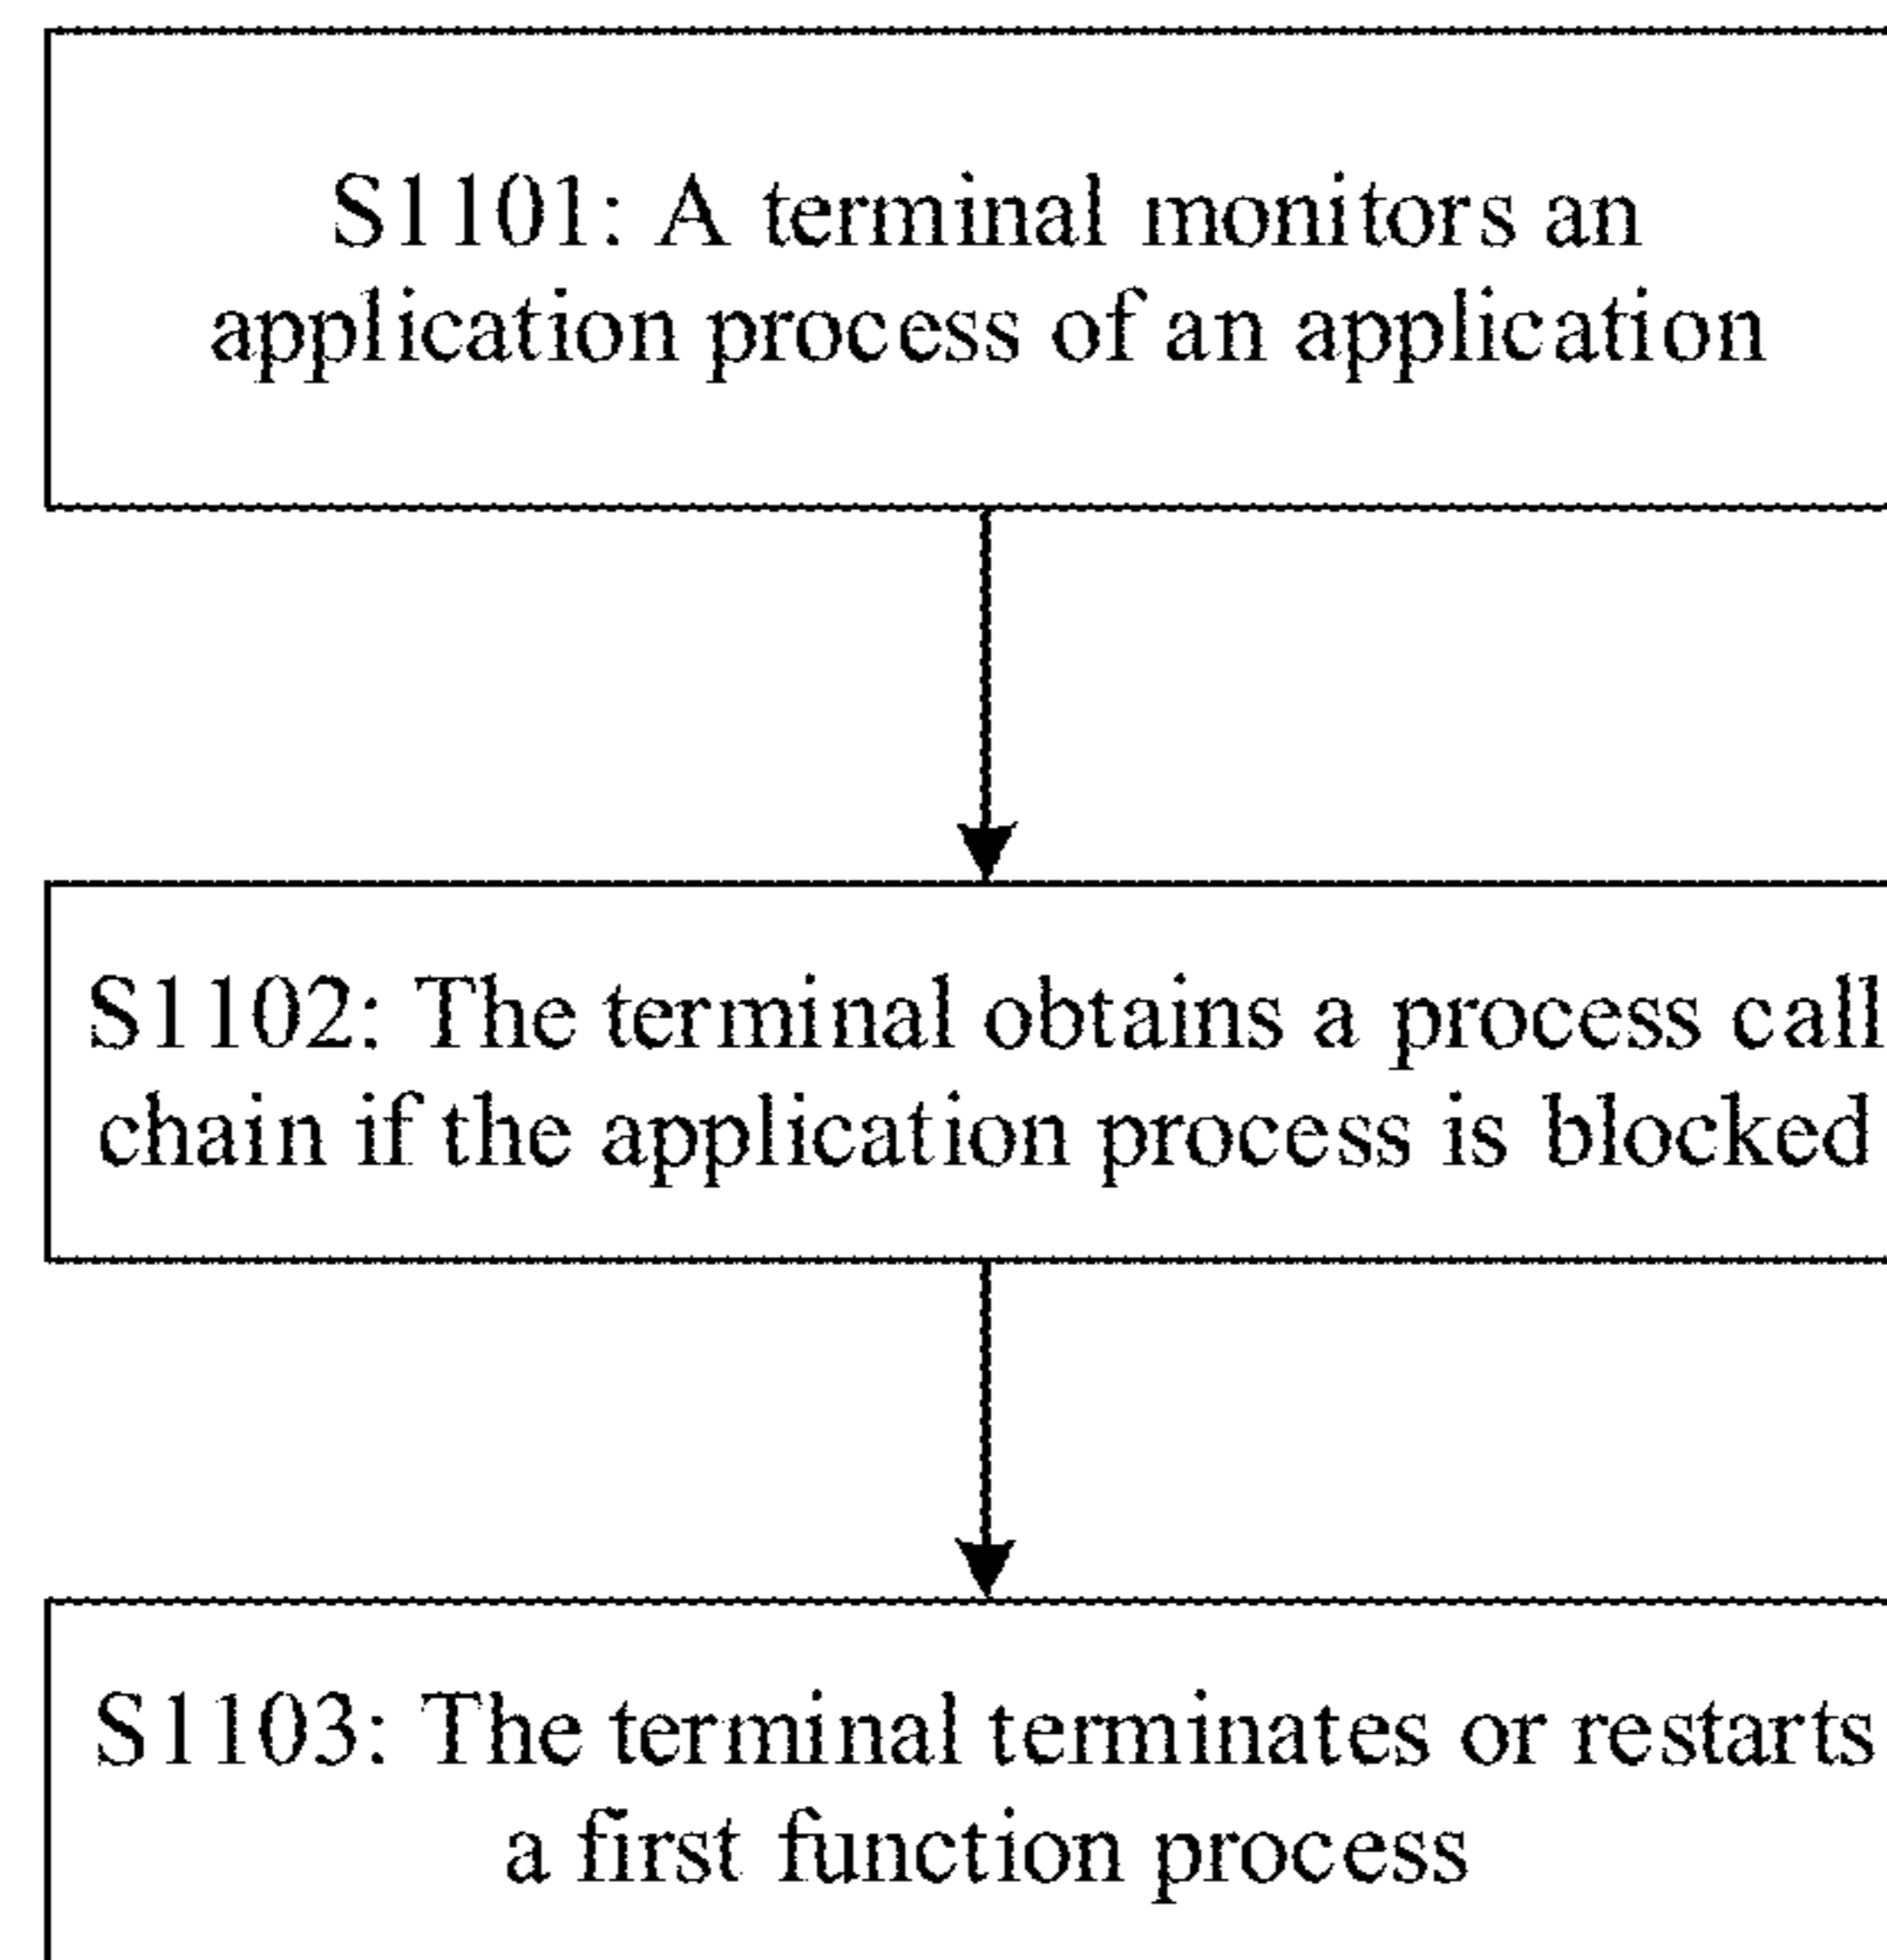 S1101: A terminal monitors an
application process of an application
S1102: The terminal obtains a process call
chain if the application process is blocked
S1103: The terminal terminates or restarts
a first function process